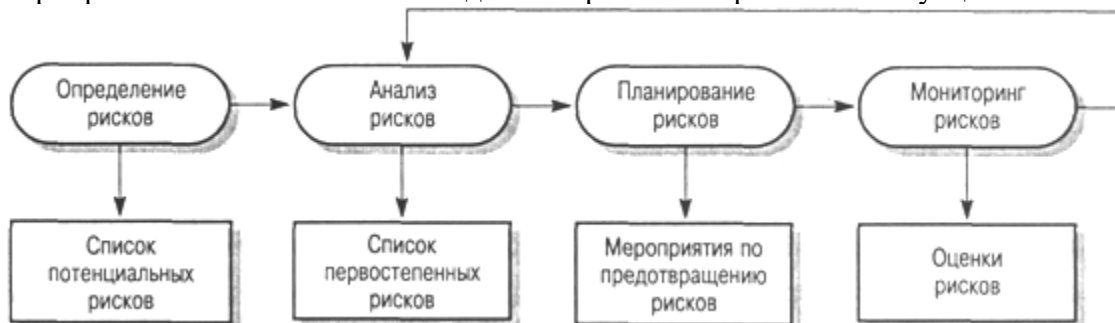 Определение
рисков
Анализ
рисков
Планирование
рисков
Мониторинг
рисков
Список
потенциальных
рисков
Список
первостепенных
рисков
Мероприятия по
предотвращению
рисков
Оценки
рисков